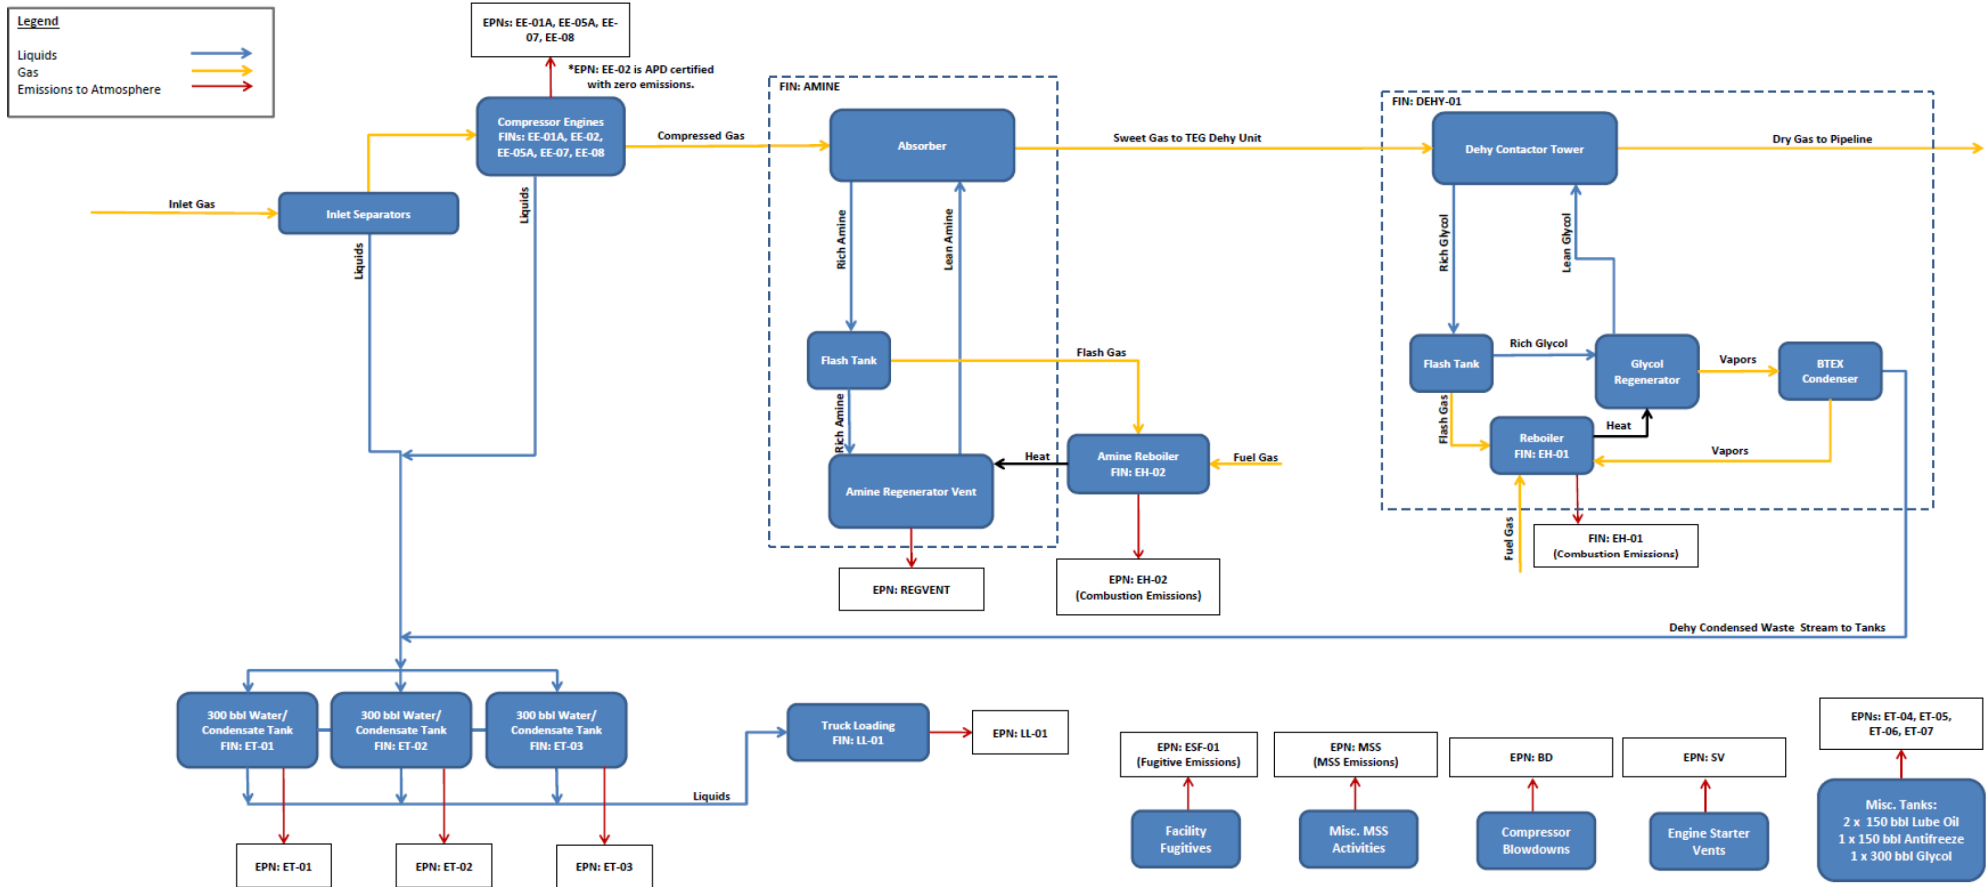 Legend
Liquids
Gas
Emissions to Atmosphere
EPNs: EE-01A, EE-05A, EE-
07, EE-08
*EPN: EE-02 is APD certified
with zero emissions.
Compressor Engines
FINs: EE-01A, EE-02,
EE-05A, EE-07, EE-08
Inlet Gas
Inlet Separators
Liquids
Liquids
Compressed Gas
FIN: AMINE
Absorber
Rich Amine
Lean Amine
Flash Tank
Flash Gas
Rich Amine
Amine Regenerator Vent
Heat
Amine Reboiler
FIN: EH-02
Fuel Gas
EPN: REGVENT
EPN: EH-02
(Combustion Emissions)
Sweet Gas to TEG Dehy Unit
FIN: DEHY-01
Dehy Contactor Tower
Dry Gas to Pipeline
Rich Glycol
Lean Glycol
Flash Tank
Rich Glycol
Glycol
Regenerator
Vapors
BTEX
Condenser
Flash Gas
Reboiler
FIN: EH-01
Heat
Vapors
Fuel Gas
FIN: EH-01
(Combustion Emissions)
Dehy Condensed Waste Stream to Tanks
300 bbl Water/
Condensate Tank
FIN: ET-01
300 bbl Water/
Condensate Tank
FIN: ET-02
300 bbl Water/
Condensate Tank
FIN: ET-03
Liquids
Truck Loading
FIN: LL-01
EPN: LL-01
EPN: ET-01
EPN: ET-02
EPN: ET-03
EPN: ESF-01
(Fugitive Emissions)
Facility
Fugitives
EPN: MSS
(MSS Emissions)
Misc. MSS
Activities
EPN: BD
Compressor
Blowdowns
EPN: SV
Engine Starter
Vents
EPNs: ET-04, ET-05,
ET-06, ET-07
Misc. Tanks:
2 x 150 bbl Lube Oil
1 x 150 bbl Antifreeze
1 x 300 bbl Glycol